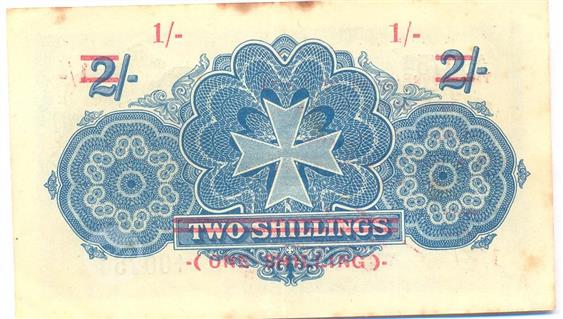 1/- 1/-
2/- 2/-
TWO SHILLINGS
-(ONE SHILLING)-